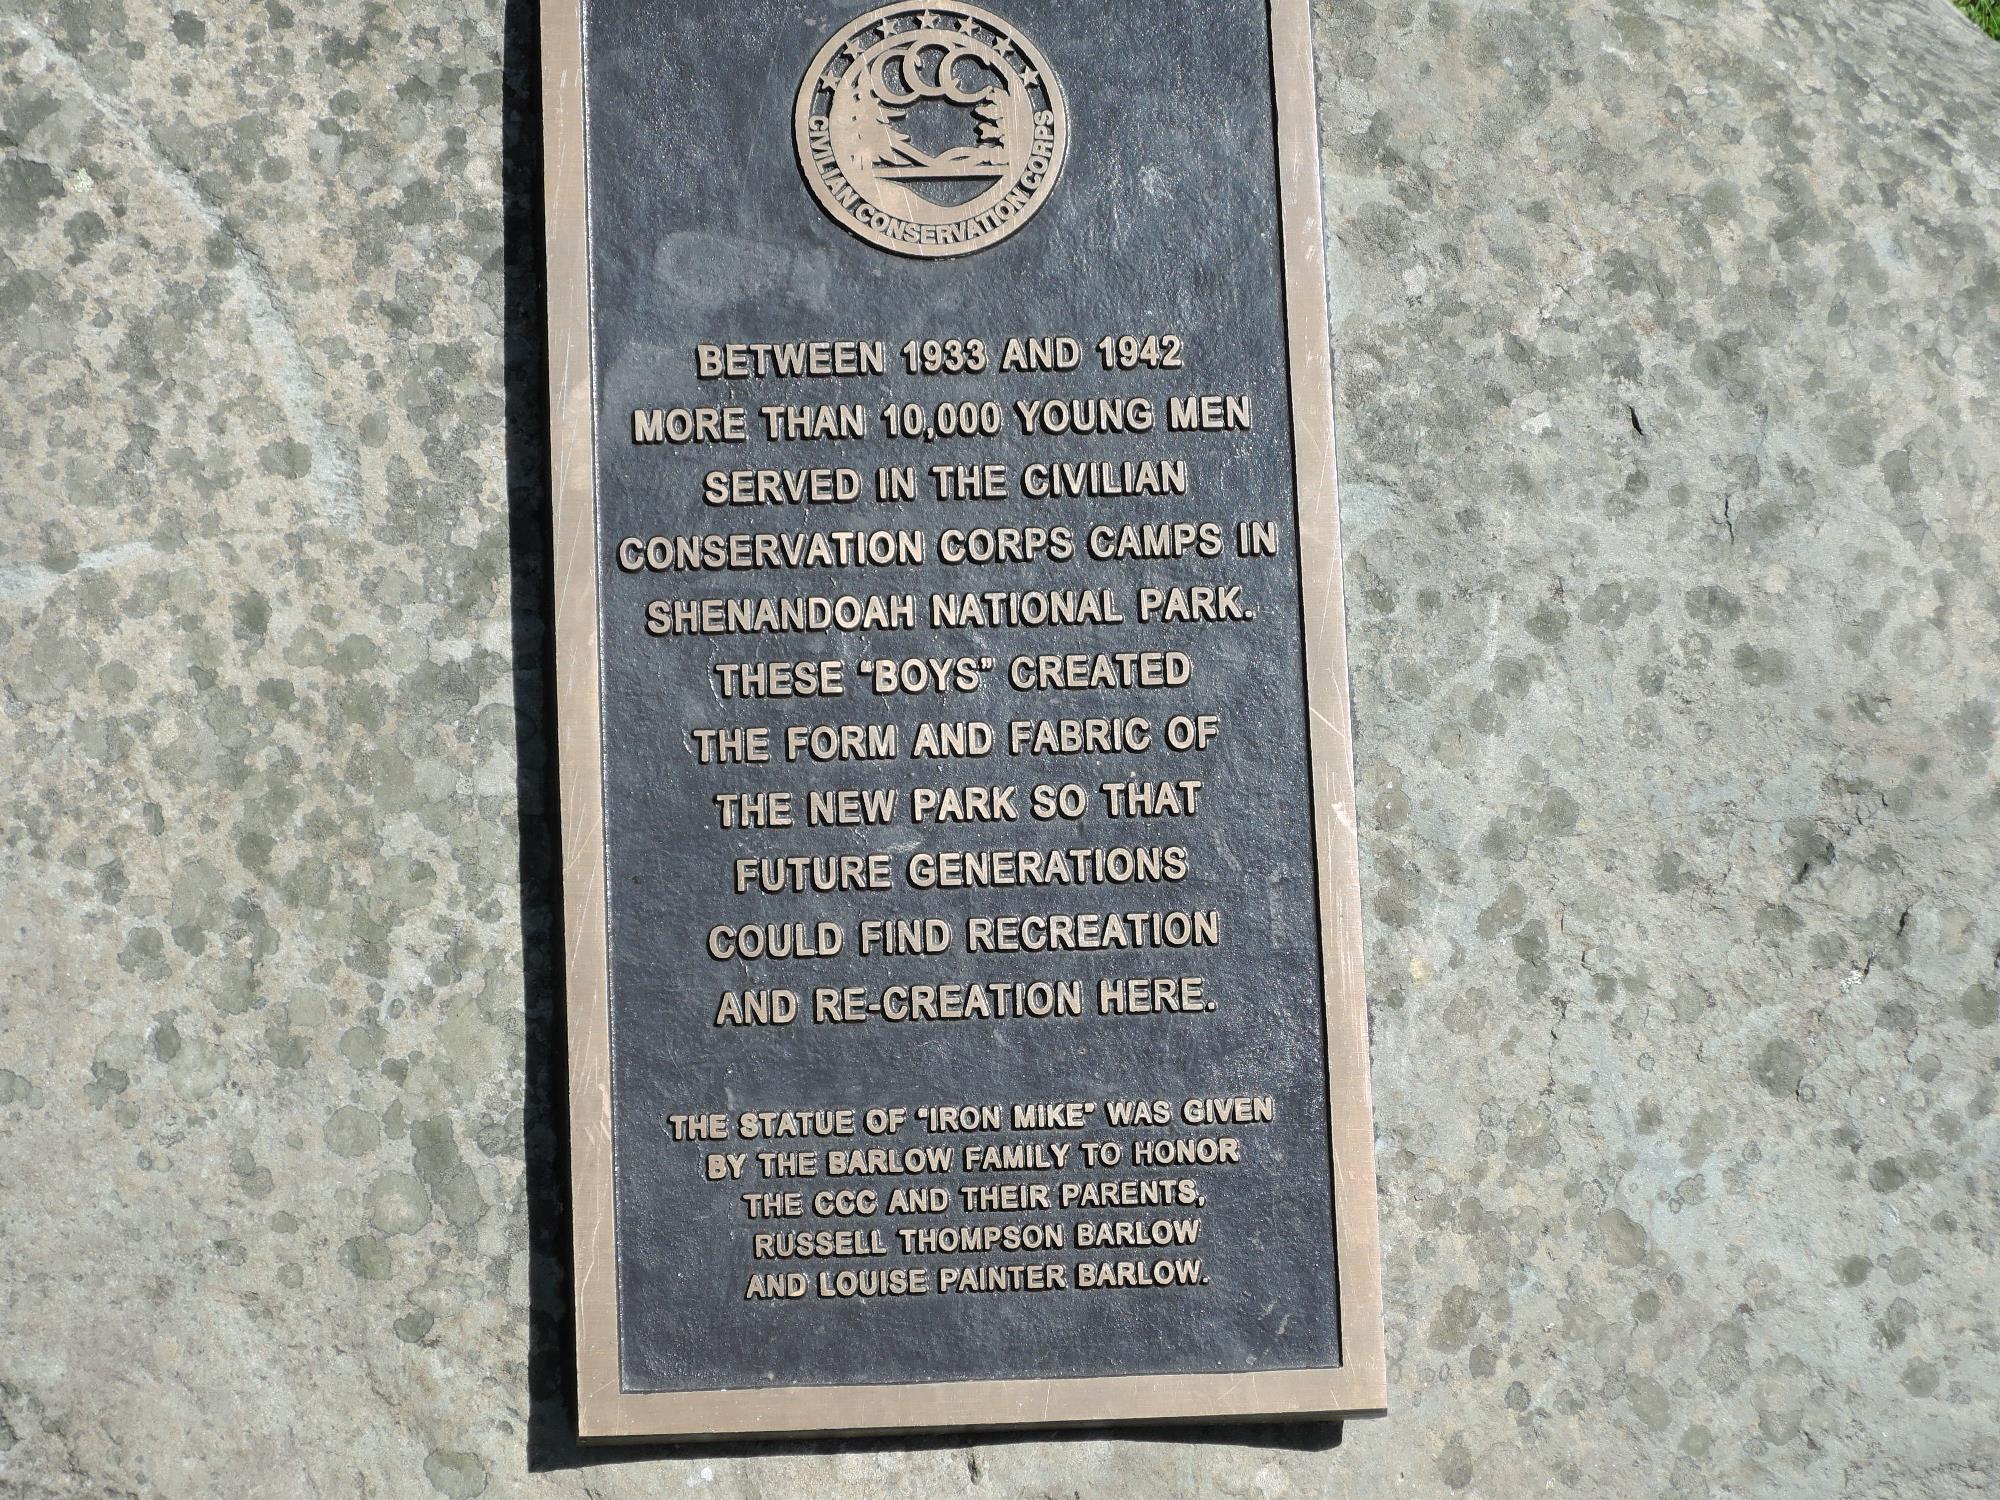 CCC
CIVILIAN CONSERVATION CORPS
BETWEEN 1933 AND 1942
MORE THAN 10,000 YOUNG MEN
SERVED IN THE CIVILIAN
CONSERVATION CORPS CAMPS IN
SHENANDOAH NATIONAL PARK.
THESE “BOYS” CREATED
THE FORM AND FABRIC OF
THE NEW PARK SO THAT
FUTURE GENERATIONS
COULD FIND RECREATION
AND RE-CREATION HERE.
THE STATUE OF “IRON MIKE” WAS GIVEN
BY THE BARLOW FAMILY TO HONOR
THE CCC AND THEIR PARENTS,
RUSSELL THOMPSON BARLOW
AND LOUISE PAINTER BARLOW.